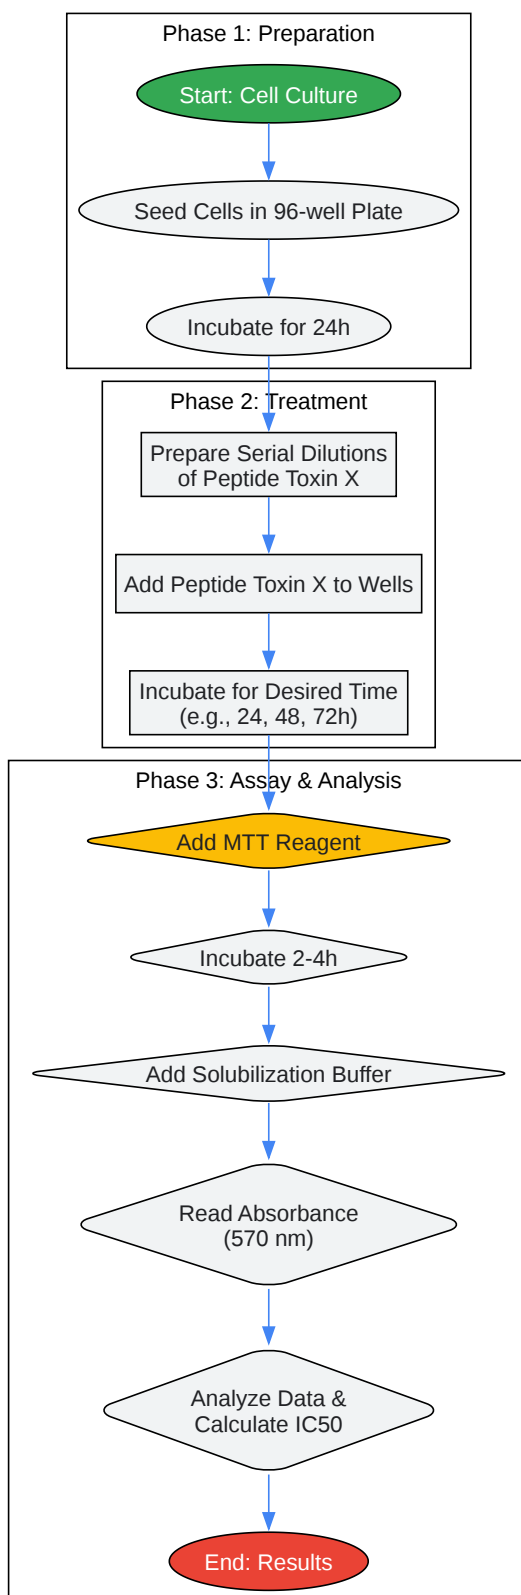 Phase 1: Preparation
Start: Cell Culture
Seed Cells in 96-well Plate
Incubate for 24h
Phase 2: Treatment
Prepare Serial Dilutions
of Peptide Toxin X
Add Peptide Toxin X to Wells
Incubate for Desired Time
(e.g., 24, 48, 72h)
Phase 3: Assay & Analysis
Add MTT Reagent
Incubate 2-4h
Add Solubilization Buffer
Read Absorbance
(570 nm)
Analyze Data &
Calculate IC50
End: Results